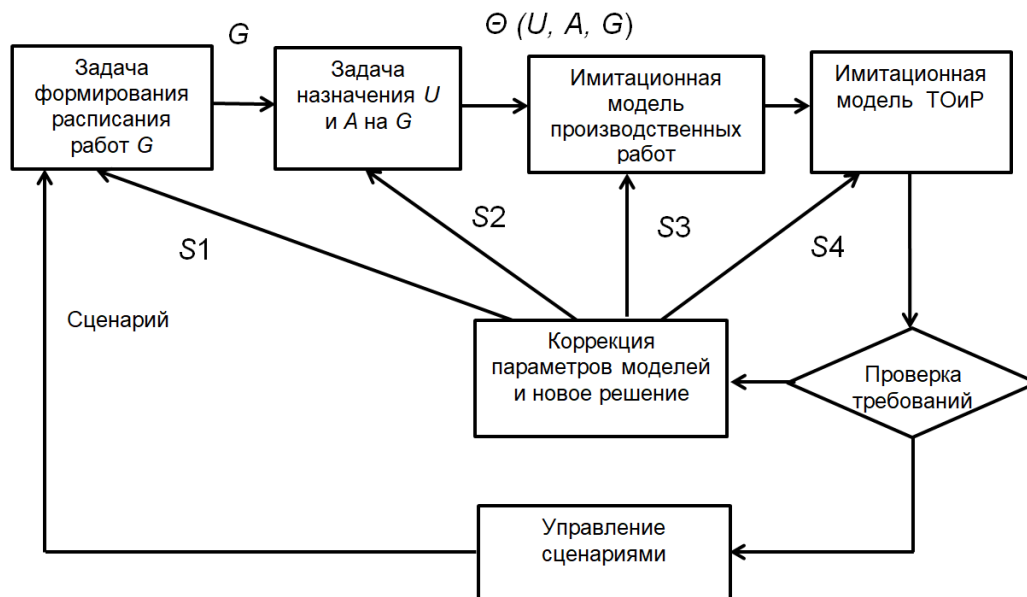 G
Θ (U, A, G)
Задача
формирования
расписания
работ G
Задача
назначения U
и A на G
Имитационная
модель
производственных
работ
Имитационная
модель ТОиР
S1
S2
S3
S4
Сценарий
Коррекция
параметров моделей
и новое решение
Проверка
требований
Управление
сценариями